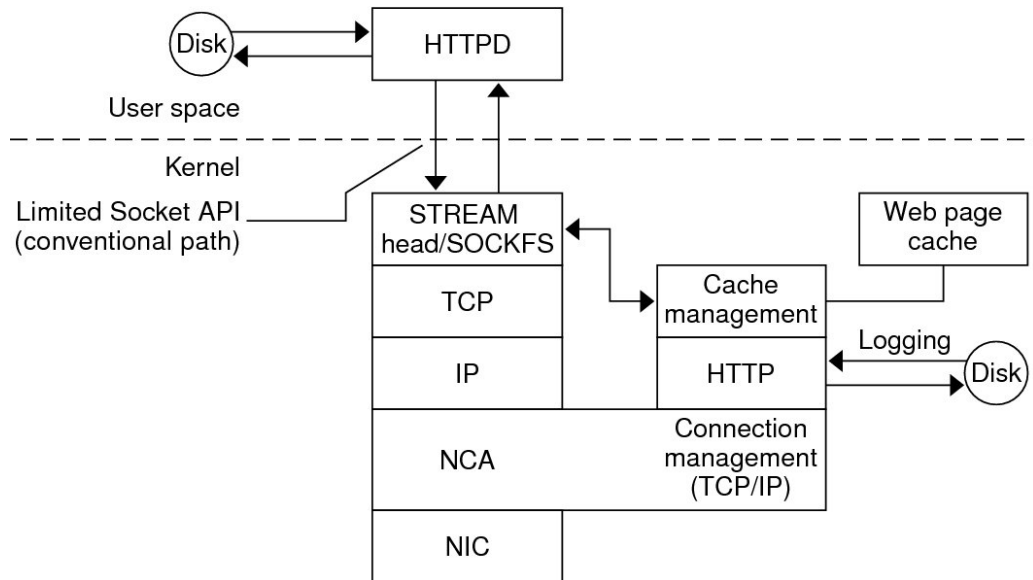 Disk
HTTPD
User space
Kernel
Limited Socket API
(conventional path)
STREAM
head/SOCKFS
Web page
cache
TCP
Cache
management
IP
HTTP
Logging
Disk
NCA
Connection
management
(TCP/IP)
NIC